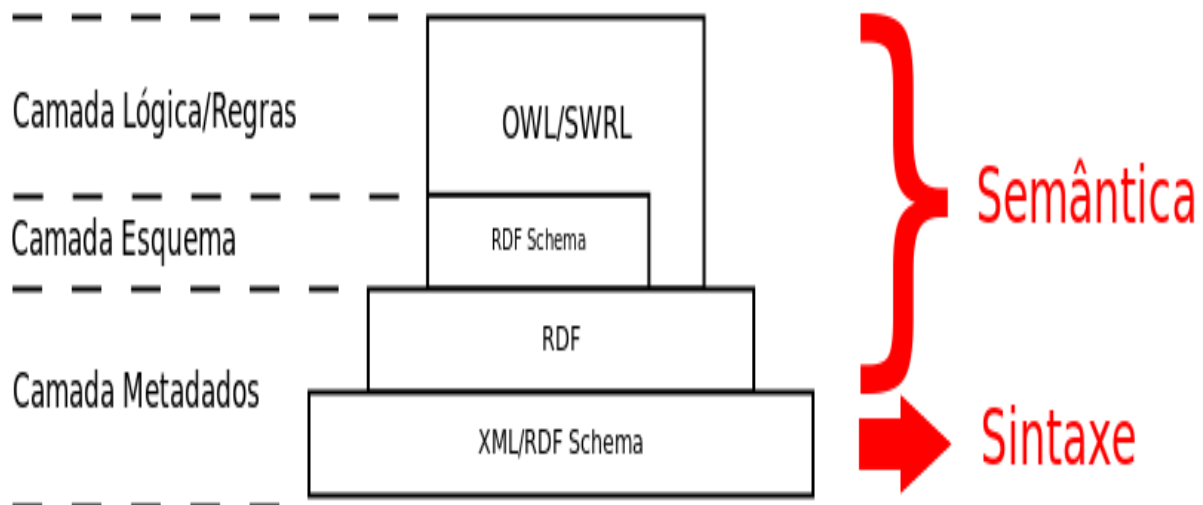 Camada Lógica/Regras
OWL/SWRL
Semântica
Camada Esquema
RDF Schema
RDF
Camada Metadados
XML/RDF Schema
Sintaxe